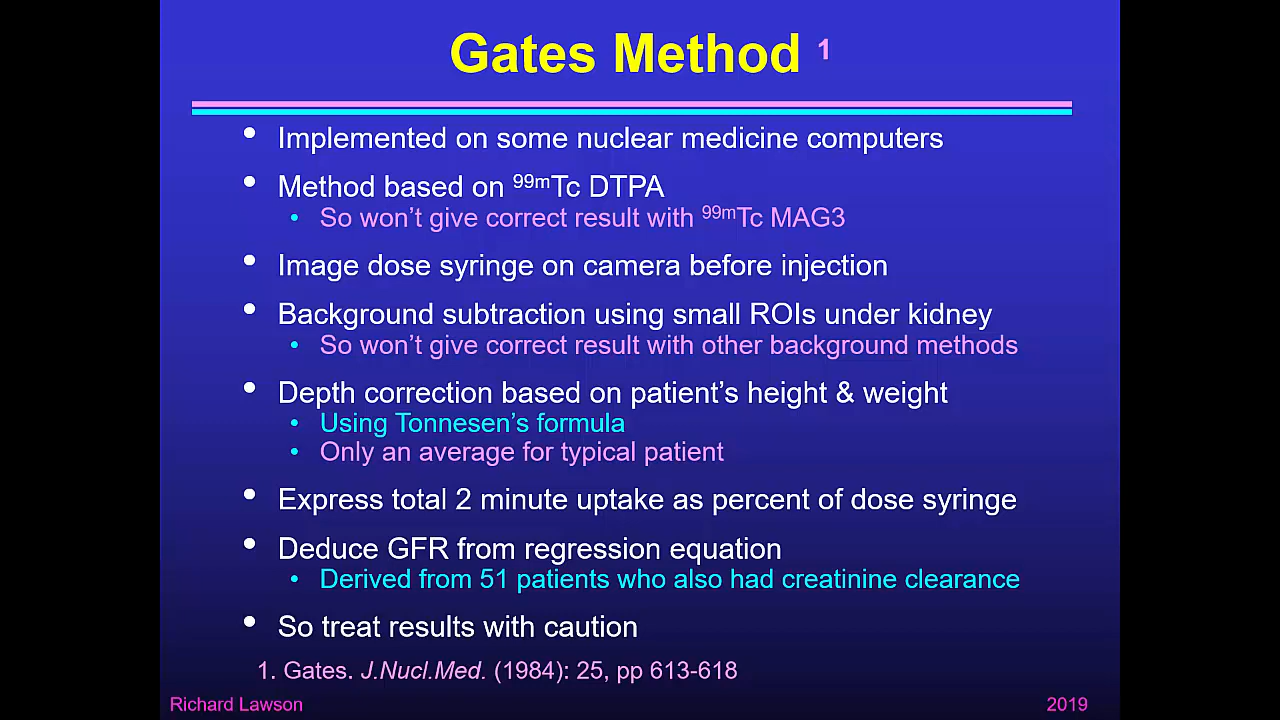 Gates Method 1
• Implemented on some nuclear medicine computers
• Method based on 99mTc DTPA
• So won't give correct result with 99mTc MAG3
• Image dose syringe on camera before injection
• Background subtraction using small ROIs under kidney
• So won't give correct result with other background methods
• Depth correction based on patient's height & weight
• Using Tonnesen's formula
• Only an average for typical patient
• Express total 2 minute uptake as percent of dose syringe
• Deduce GFR from regression equation
• Derived from 51 patients who also had creatinine clearance
• So treat results with caution
1. Gates. J.Nucl.Med. (1984): 25, pp 613-618
Richard Lawson 2019